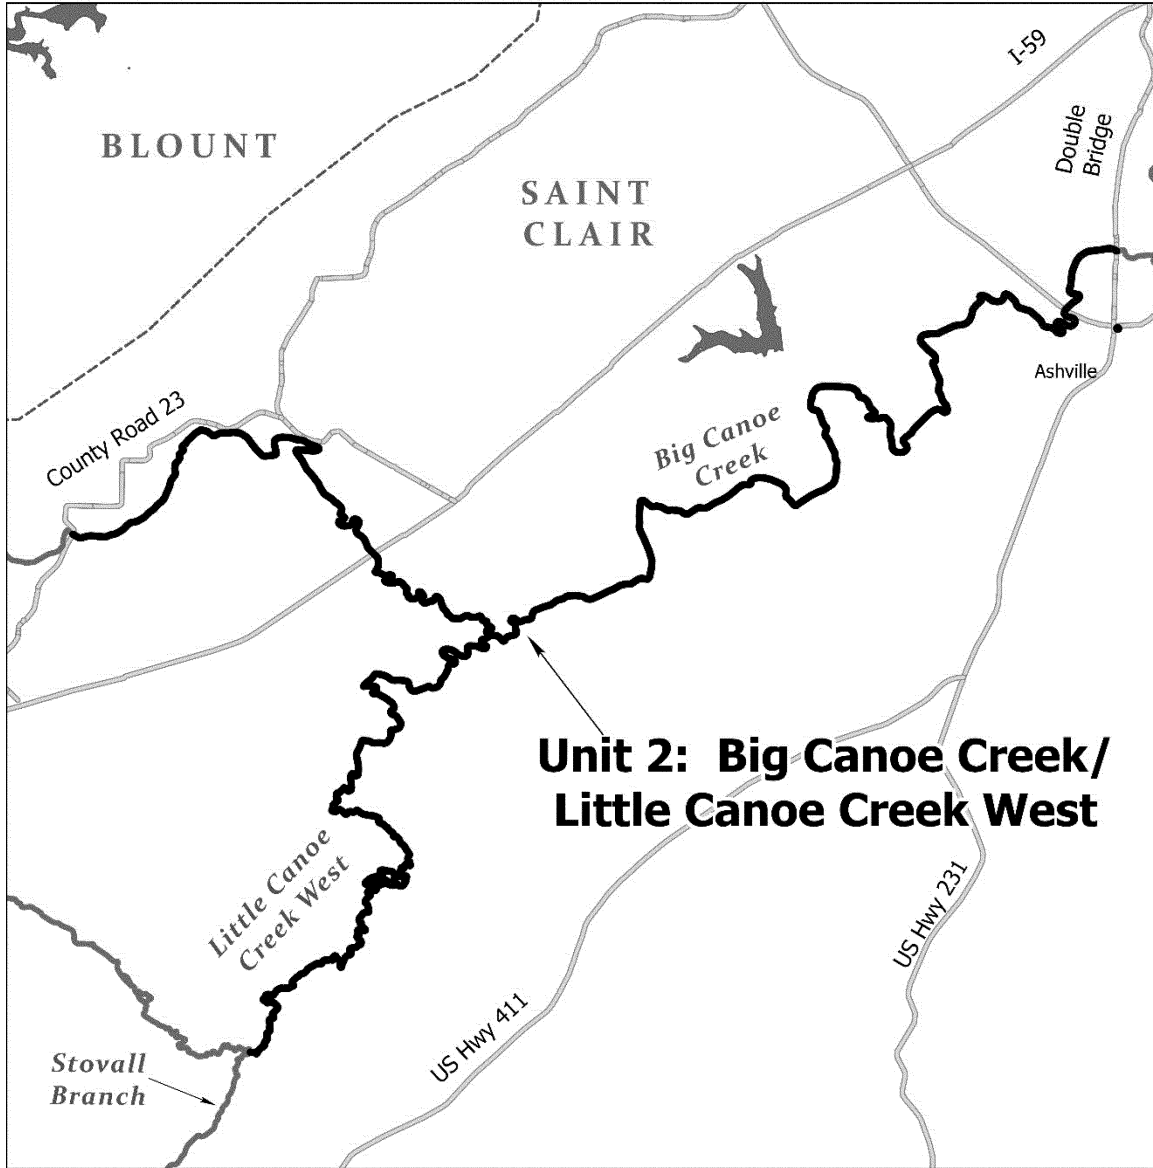 I-59
Double
Bridge
BLOUNT
SAINT
CLAIR
Ashville
County Road 23
Big Canoe
Creek
Unit 2: Big Canoe Creek/
Little Canoe Creek West
Little Canoe
Creek West
US Hwy 231
US Hwy 411
Stovall
Branch